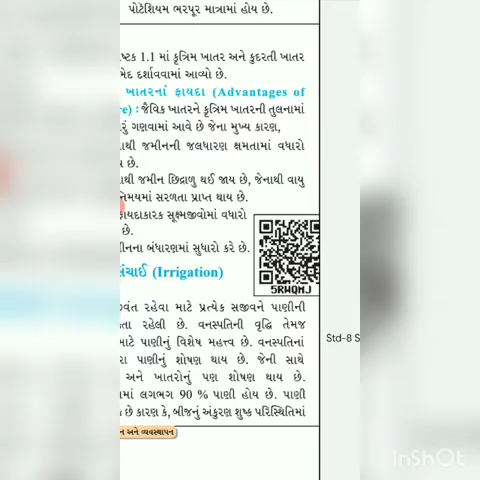 પોટેશિયમ ભરપૂર માત્રામાં હોય છે.
ષ્ટક 1.1 માં કૃત્રિમ ખાતર અને કુદરતી ખાતર
ભેદ દર્શાવવામાં આવ્યો છે.
ખાતરનાં ફાયદા (Advantages of
re) : જૈવિક ખાતરને કૃત્રિમ ખાતરની તુલનામાં
રું ગણવામાં આવે છે જેના મુખ્ય કારણ,
ાથી જમીનની જલધારણ ક્ષમતામાં વધારો
ય છે.
ાથી જમીન છિદ્રાળુ થઈ જાય છે, જેનાથી વાયુ
નિમયમાં સરળતા પ્રાપ્ત થાય છે.
ફાયદાકારક સૂક્ષ્મજીવોમાં વધારો
છે.
મીનના બંધારણમાં સુધારો કરે છે.
5RWQMJ
સંચાઈ (Irrigation)
જીવંત રહેવા માટે પ્રત્યેક સજીવને પાણીની
તા રહેલી છે. વનસ્પતિની વૃદ્ધિ તેમજ
Std-8 S
માટે પાણીનું વિશેષ મહત્ત્વ છે. વનસ્પતિનાં
રા પાણીનું શોષણ થાય છે. જેની સાથે
અને ખાતરોનું પણ શોષણ થાય છે.
ામાં લગભગ 90 % પાણી હોય છે. પાણી
ક છે કારણ કે, બીજનું અંકુરણ શુષ્ક પરિસ્થિતિમાં
ન અને વ્યવસ્થાપન
InShOt